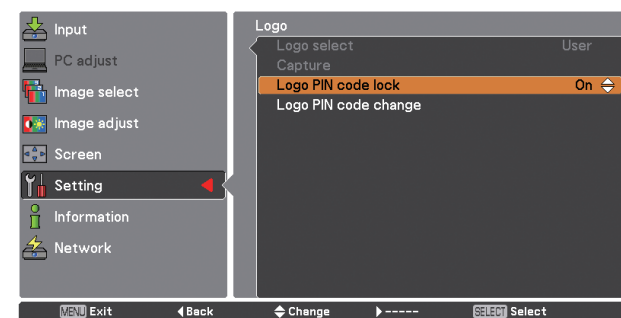 Input
PC adjust
Image select
Image adjust
Screen
Setting
Information
Network
Logo
Logo select User
Capture
Logo PIN code lock On
Logo PIN code change
MENU Exit Back Change ----- SELECT Select